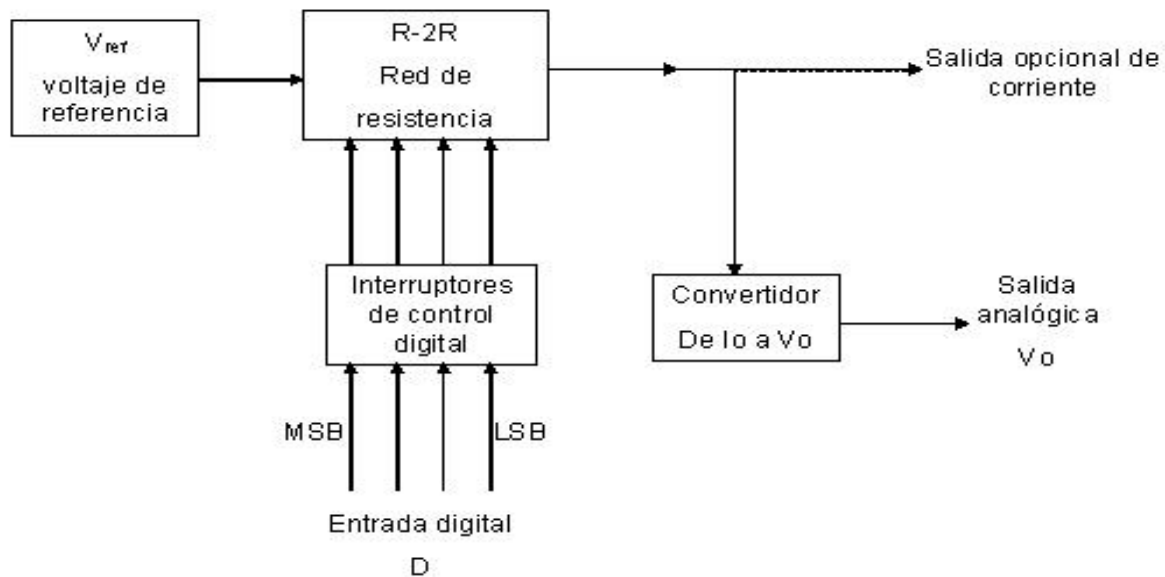 V ref
voltaje de
referencia
R-2R
Red de
resistencia
Salida opcional de
corriente
Interruptores
de control
digital
Convertidor
De Io a Vo
Salida
analógica
Vo
MSB
LSB
Entrada digital
D